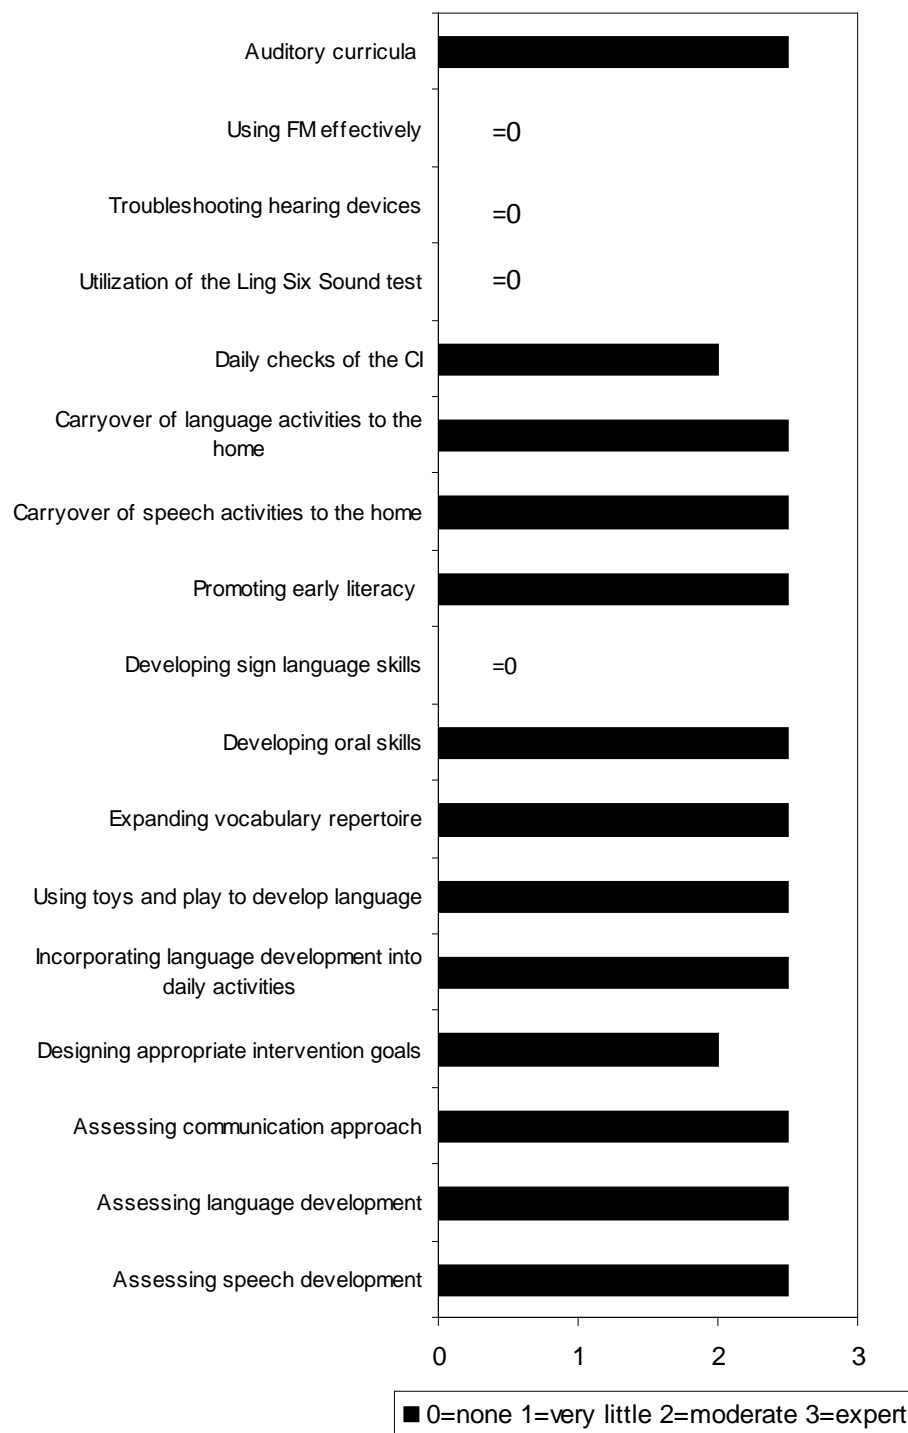 Auditory curricula
Using FM effectively
=0
Troubleshooting hearing devices
=0
Utilization of the Ling Six Sound test
=0
Daily checks of the CI
Carryover of language activities to the
home
Carryover of speech activities to the home
Promoting early literacy
Developing sign language skills
=0
Developing oral skills
Expanding vocabulary repertoire
Using toys and play to develop language
Incorporating language development into
daily activities
Designing appropriate intervention goals
Assessing communication approach
Assessing language development
Assessing speech development
0 1 2 3
0=none 1=very little 2=moderate 3=expert